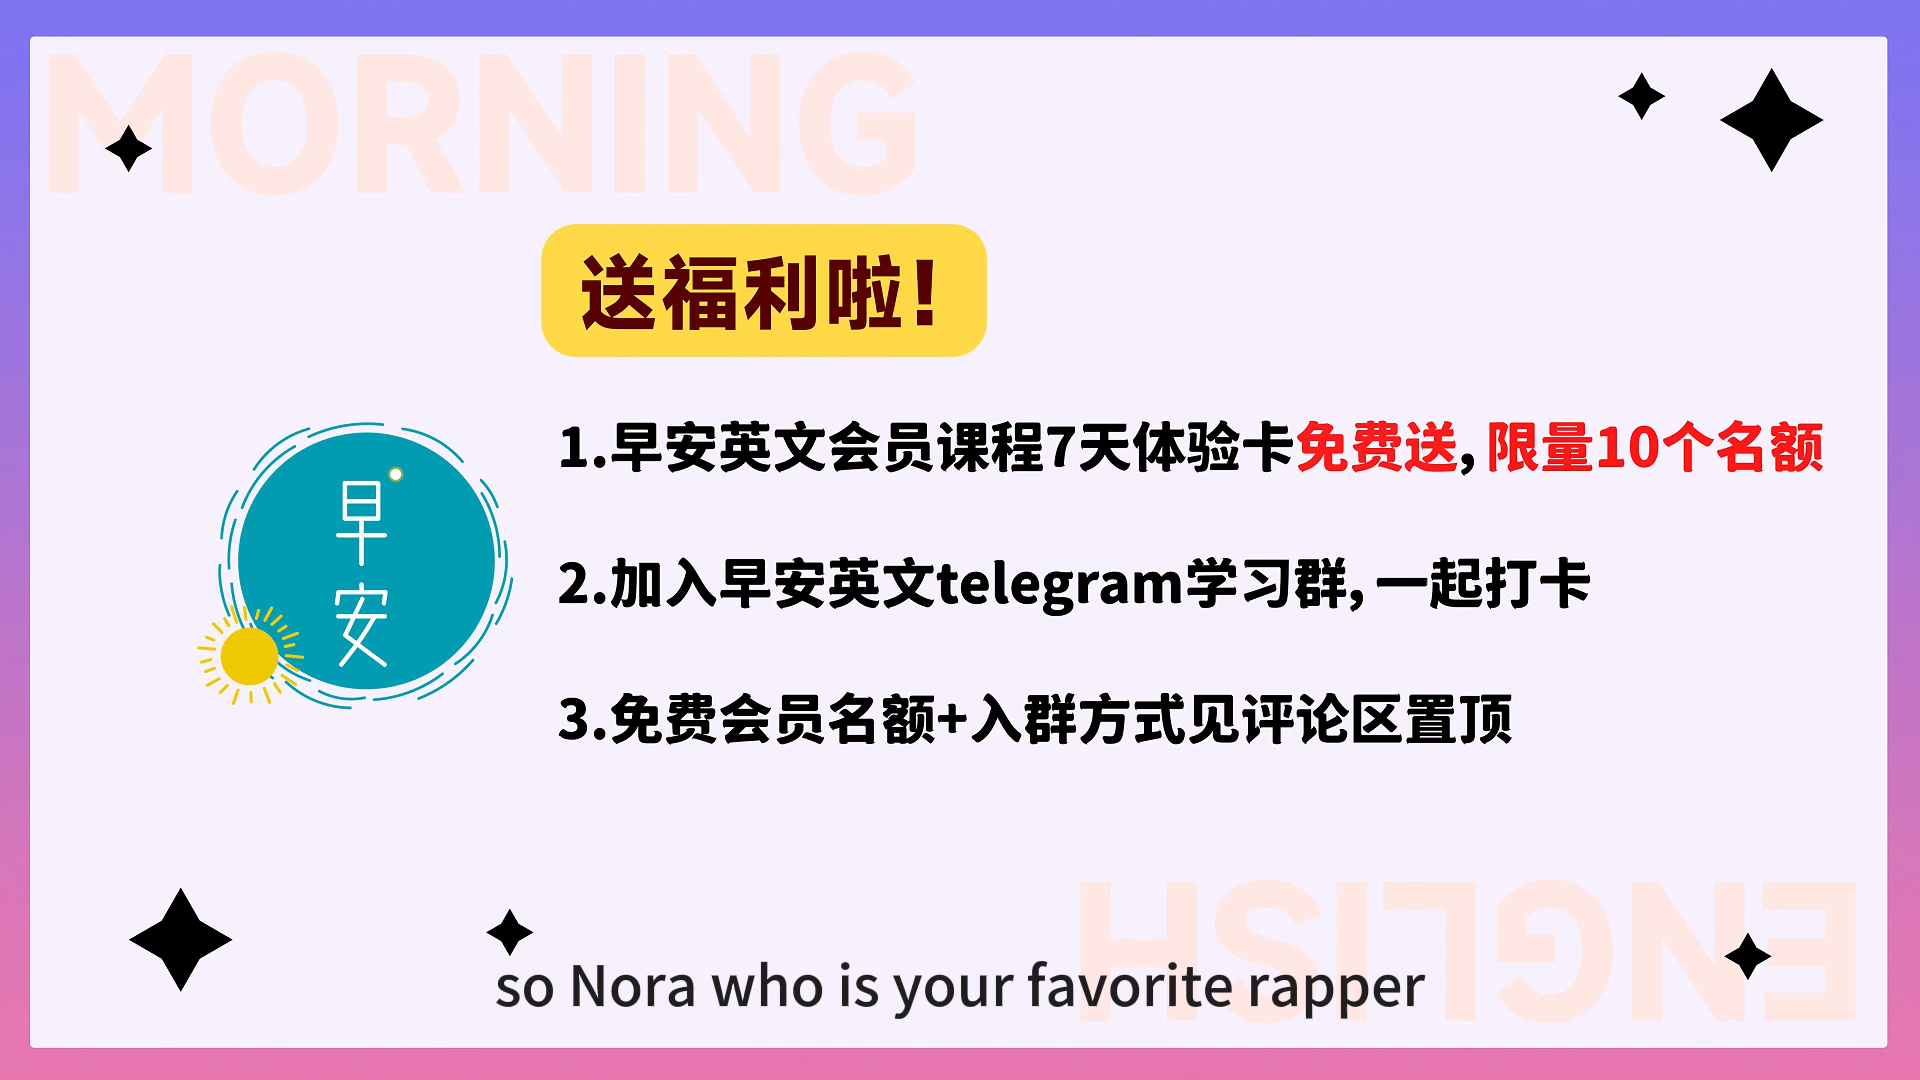 MORNING
送福利啦!
1.早安英文会员课程7天体验卡免费送,限量10个名额
早安
2.加入早安英文telegram学习群,一起打卡
3.免费会员名额+入群方式见评论区置顶
ENGLISH
so Nora who is your favorite rapper